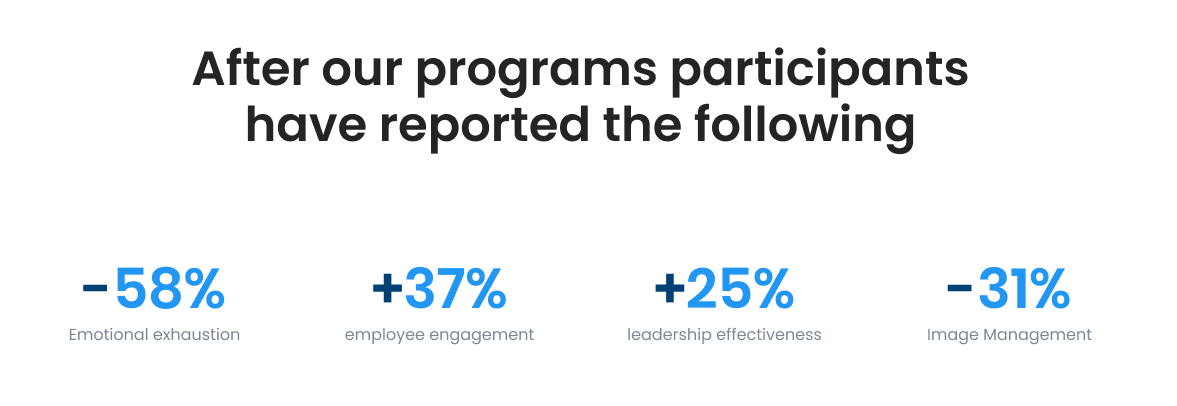 After our programs participants
have reported the following
-58% +37% +25% -31%
Emotional exhaustion employee engagement leadership effectiveness Image Management